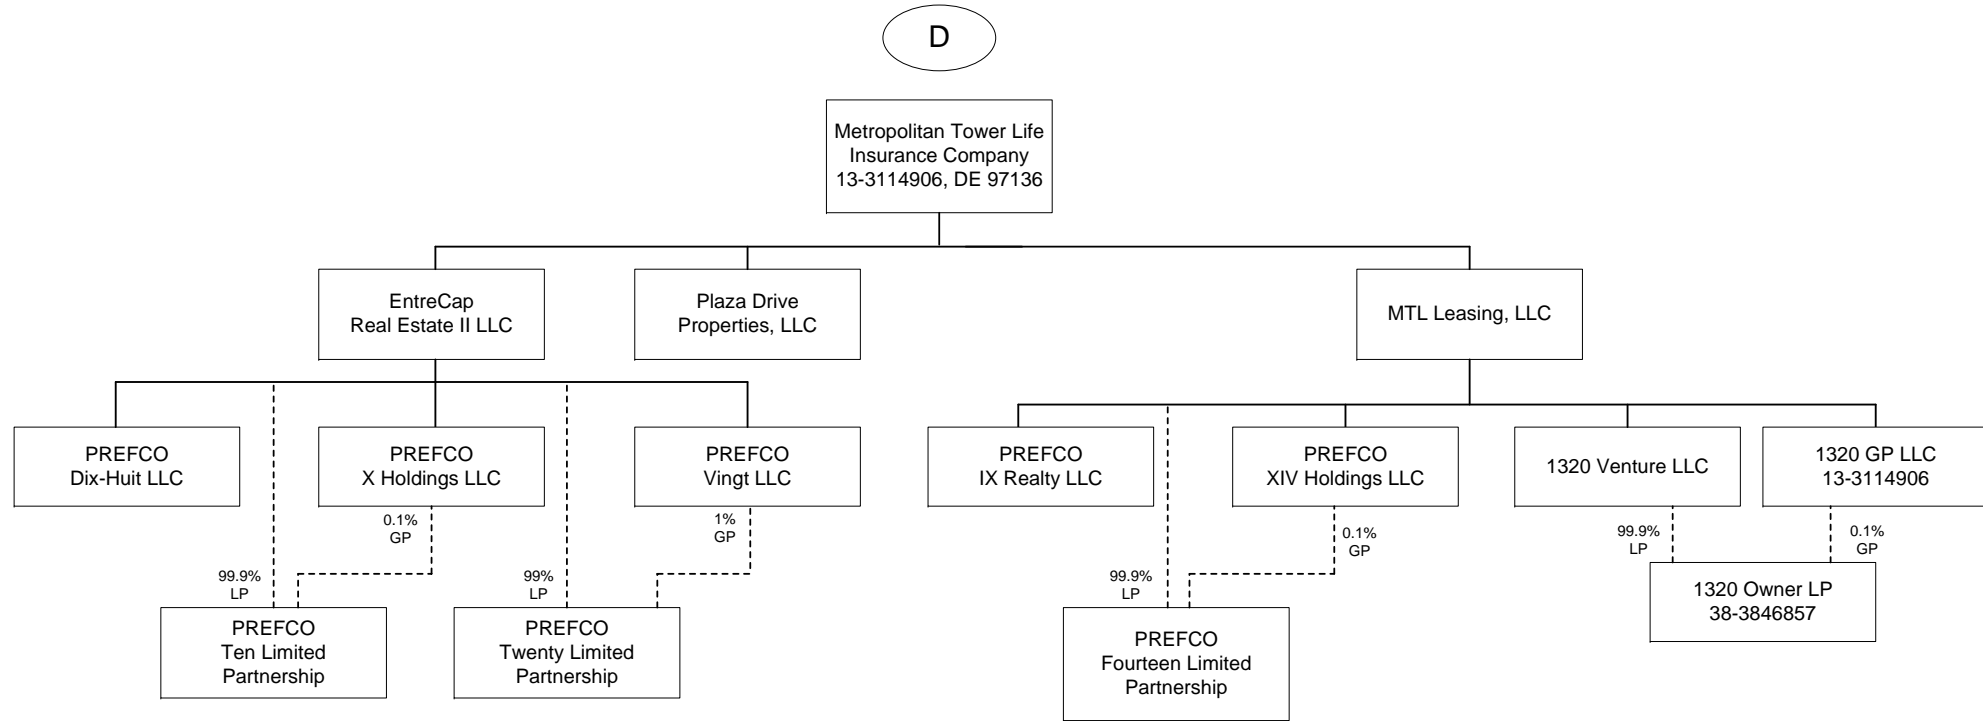 D
Metropolitan Tower Life
Insurance Company
13-3114906, DE 97136
EntreCap
Real Estate II LLC
Plaza Drive
Properties, LLC
MTL Leasing, LLC
PREFCO
Dix-Huit LLC
PREFCO
X Holdings LLC
PREFCO
Vingt LLC
PREFCO
IX Realty LLC
PREFCO
XIV Holdings LLC
1320 Venture LLC
1320 GP LLC
13-3114906
0.1%
GP
1%
GP
0.1%
GP
99.9%
LP
0.1%
GP
99.9%
LP
99%
LP
99.9%
LP
1320 Owner LP
38-3846857
PREFCO
Ten Limited
Partnership
PREFCO
Twenty Limited
Partnership
PREFCO
Fourteen Limited
Partnership